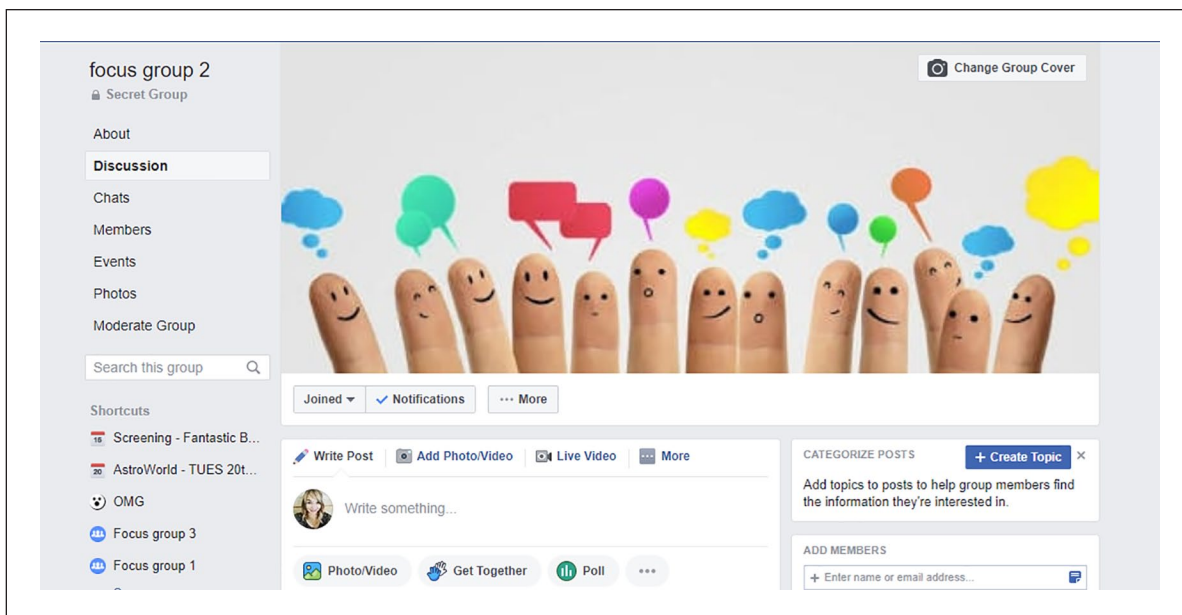 focus group 2
Secret Group
About
Discussion
Chats
Members
Events
Photos
Moderate Group
Search this group
Shortcuts
16 Screening - Fantastic B...
20 AstroWorld - TUES 20t...
OMG
Focus group 3
Focus group 1
Change Group Cover
Joined
Notifications
More
Write Post
Add Photo/Video
Live Video
More
Write something...
Photo/Video
Get Together
Poll
CATEGORIZE POSTS
+ Create Topic
Add topics to posts to help group members find
the information they're interested in.
ADD MEMBERS
+ Enter name or email address...